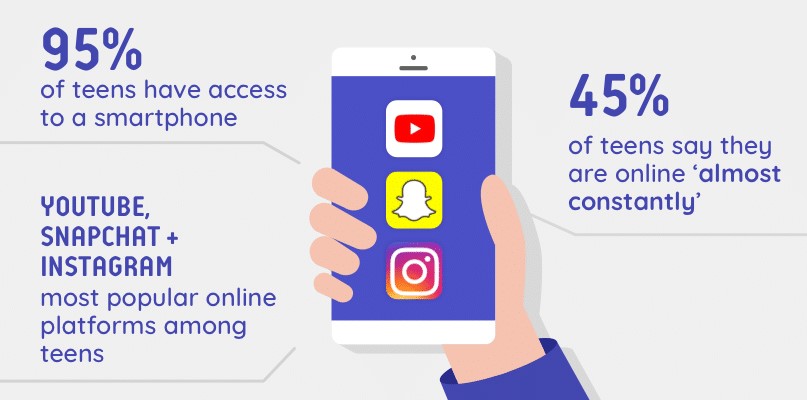 95%
of teens have access
to a smartphone
45%
of teens say they
are online ‘almost
constantly’
YOUTUBE,
SNAPCHAT +
INSTAGRAM
most popular online
platforms among
teens